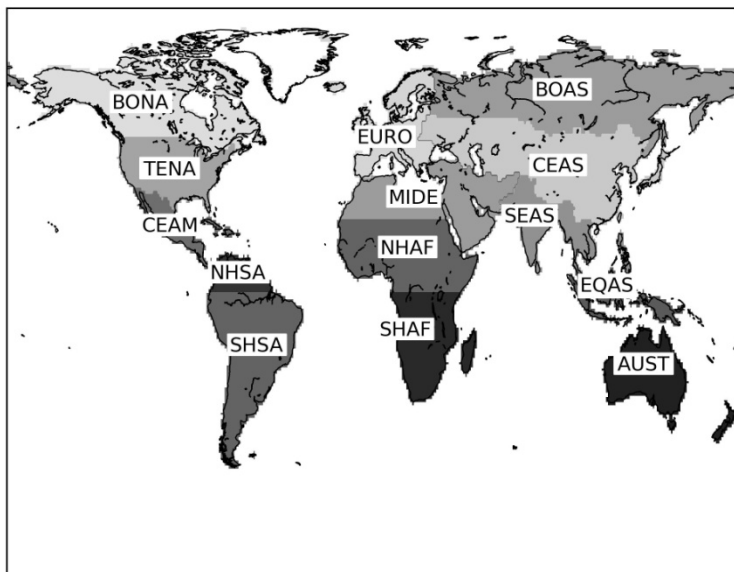 BONA
BOAS
EURO
TENA
CEAS
MIDE
SEAS
CEAM
NHAF
NHSA
EQAS
SHAF
SHSA
AUST